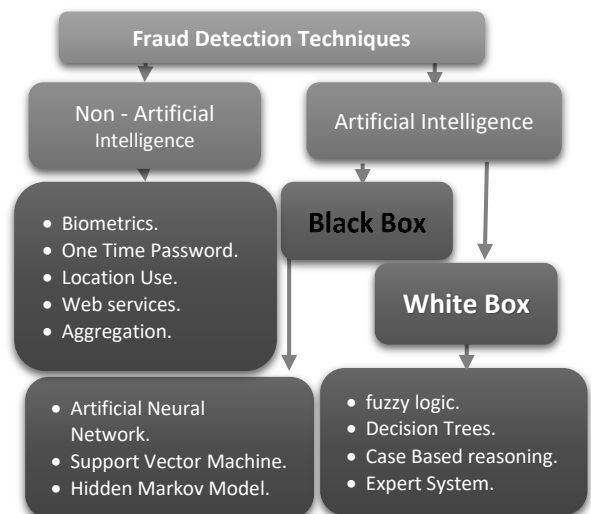 Fraud Detection Techniques
Non - Artificial
Intelligence
Artificial Intelligence
Black Box
• Biometrics.
• One Time Password.
• Location Use.
• Web services.
• Aggregation.
White Box
• Artificial Neural
Network.
• Support Vector Machine.
• Hidden Markov Model.
• fuzzy logic.
• Decision Trees.
• Case Based reasoning.
• Expert System.